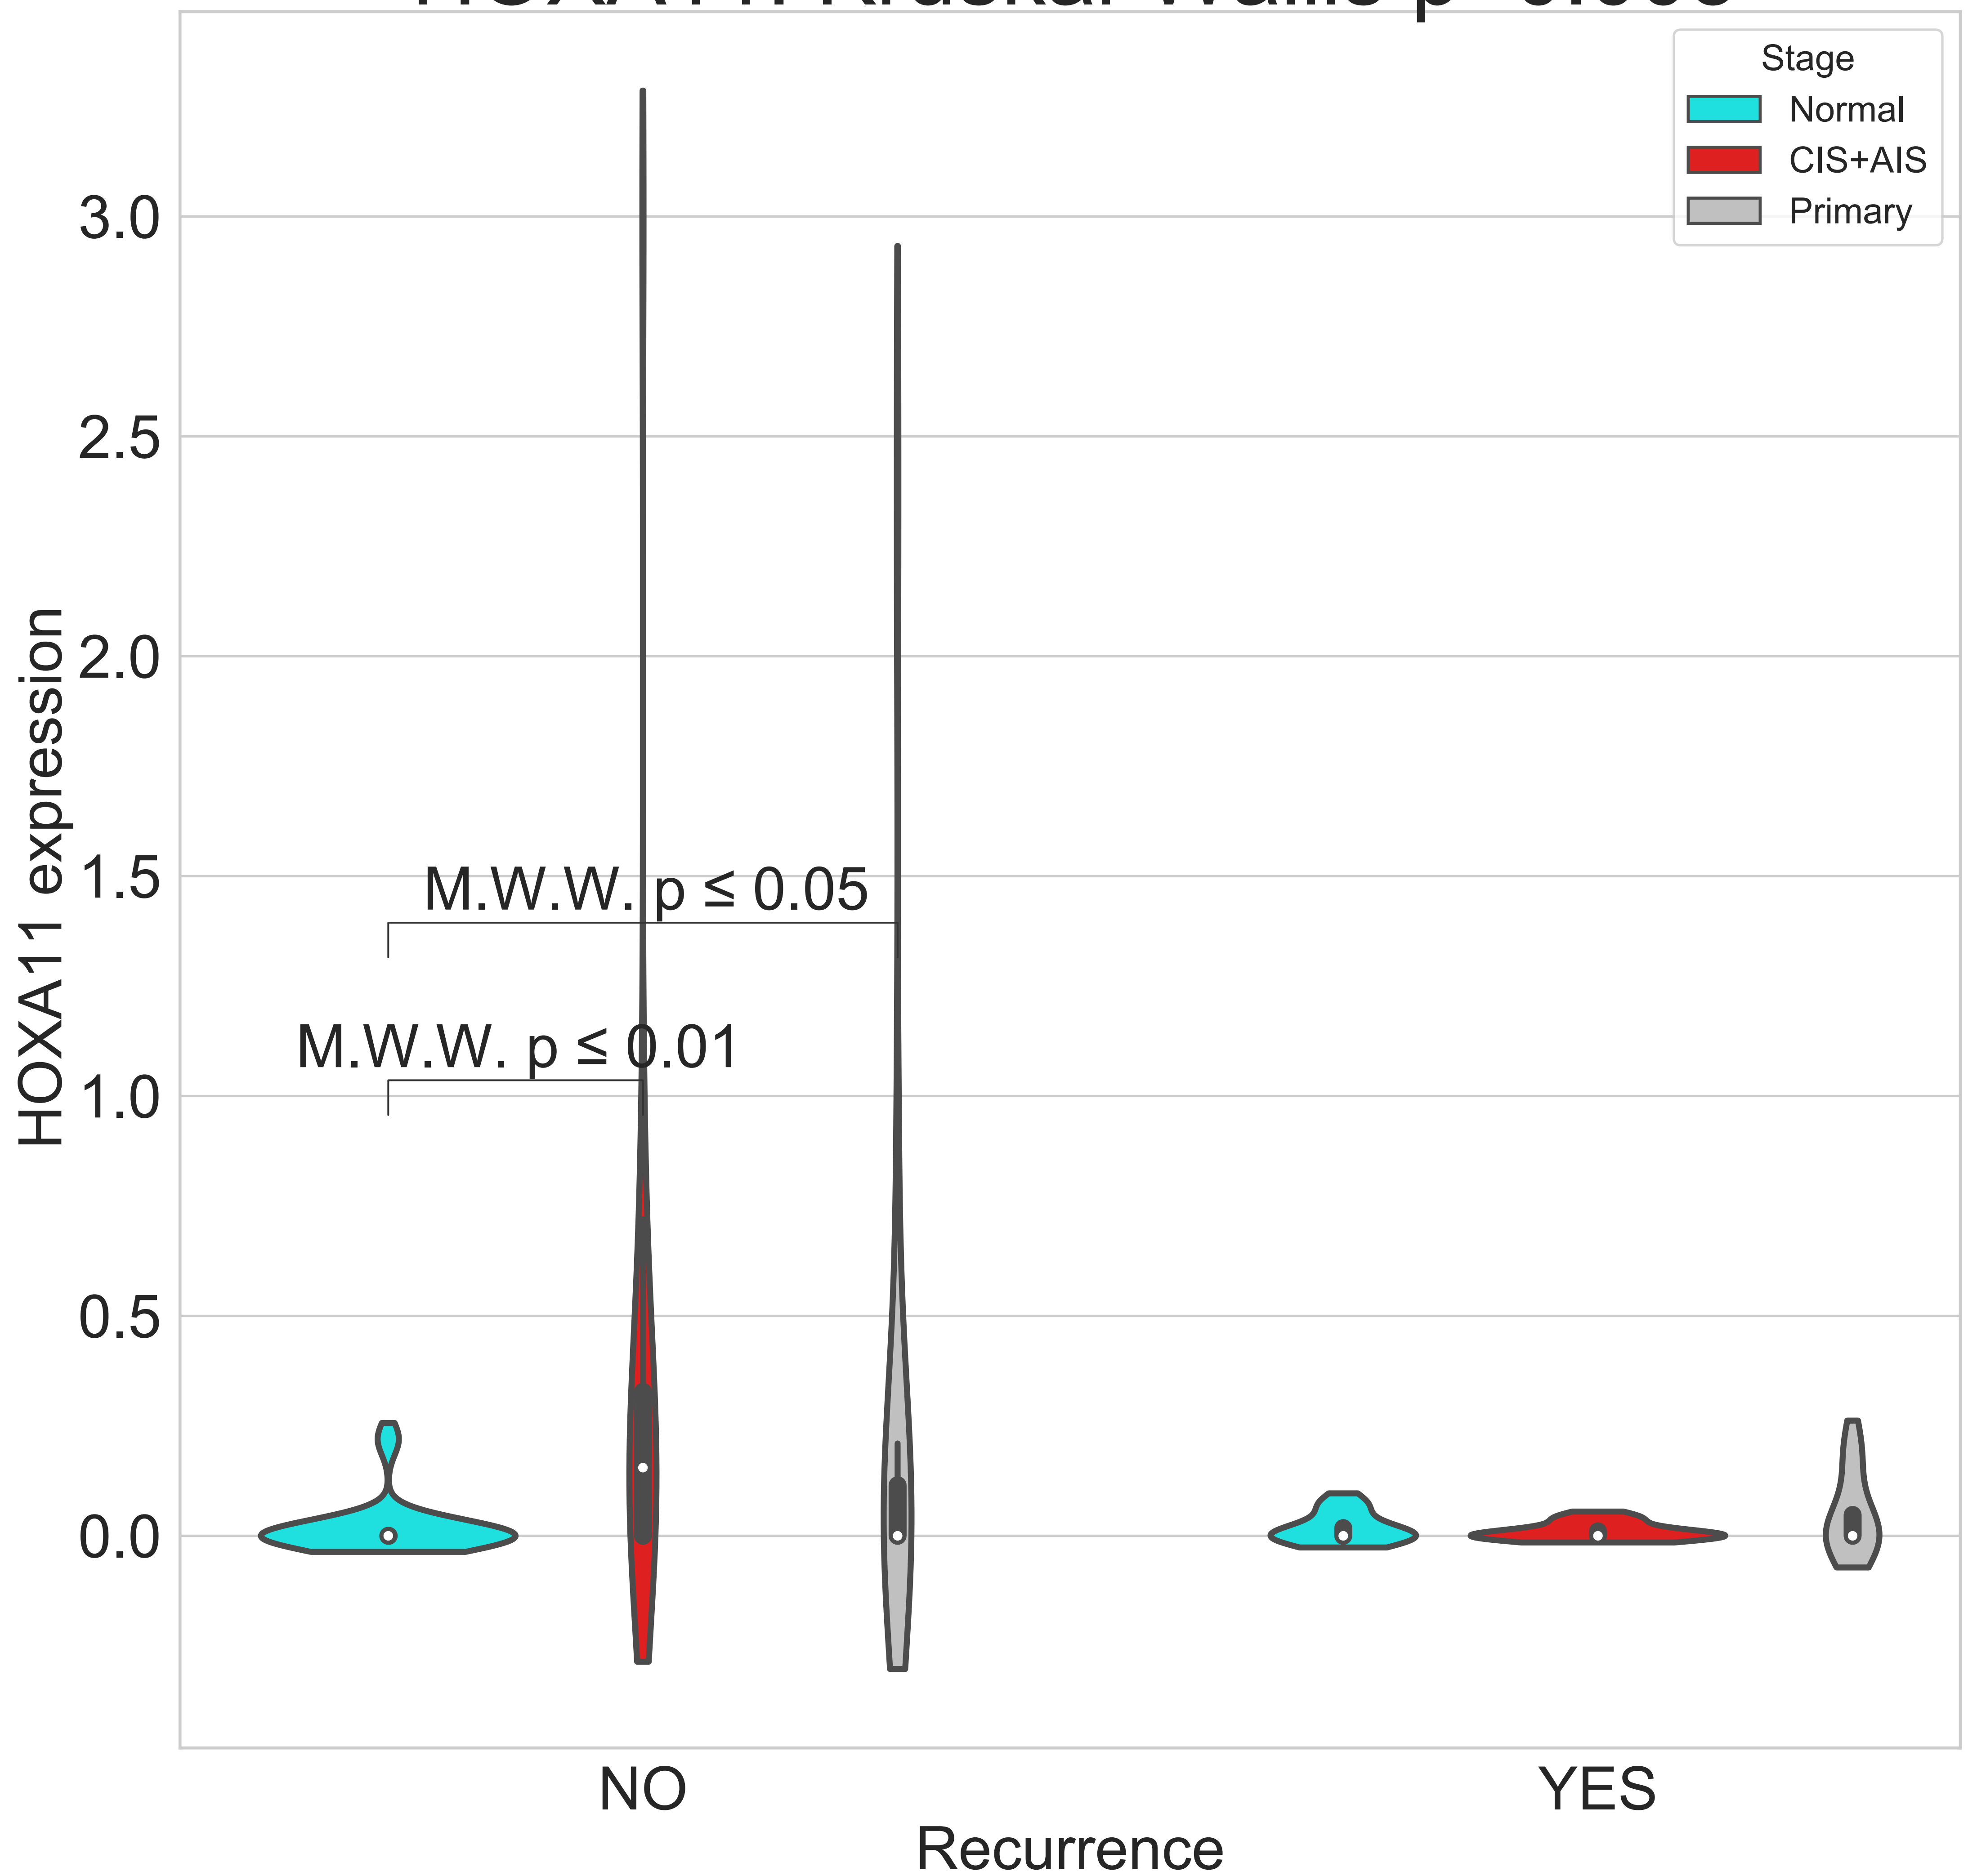 Stage
Normal
CIS+AIS
Primary
3.0
2.5
2.0
1.5
1.0
0.5
0.0
HOXA11 expression
M.W.W. p ≤ 0.05
M.W.W. p ≤ 0.01
NO
YES
Recurrence